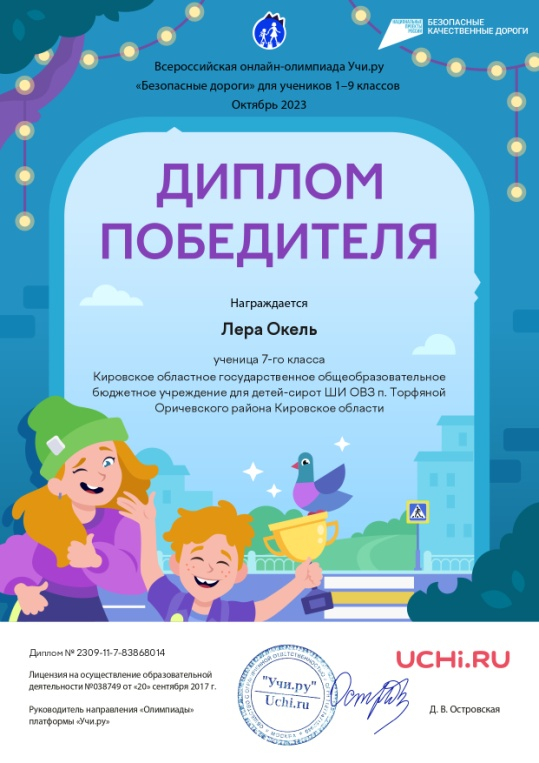 НАЦИОНАЛЬНЫЕ
ПРОЕКТЫ
РОССИИ
БЕЗОПАСНЫЕ
КАЧЕСТВЕННЫЕ ДОРОГИ
Всероссийская онлайн-олимпиада Учи.ру
«Безопасные дороги» для учеников 1–9 классов
Октябрь 2023
ДИПЛОМ
ПОБЕДИТЕЛЯ
Награждается
Лера Окель
ученица 7-го класса
Кировское областное государственное общеобразовательное
бюджетное учреждение для детей-сирот ШИ ОВЗ п. Торфяной
Оричевского района Кировское области
Диплом № 2309-11-7-83868014
Лицензия на осуществление образовательной
деятельности №038749 от «20» сентября 2017 г.
Руководитель направления «Олимпиады»
платформы «Учи.ру»
"Учи.ру"
Uchi.ru
МОСКВА
UCHi.RU
Д. В. Островская